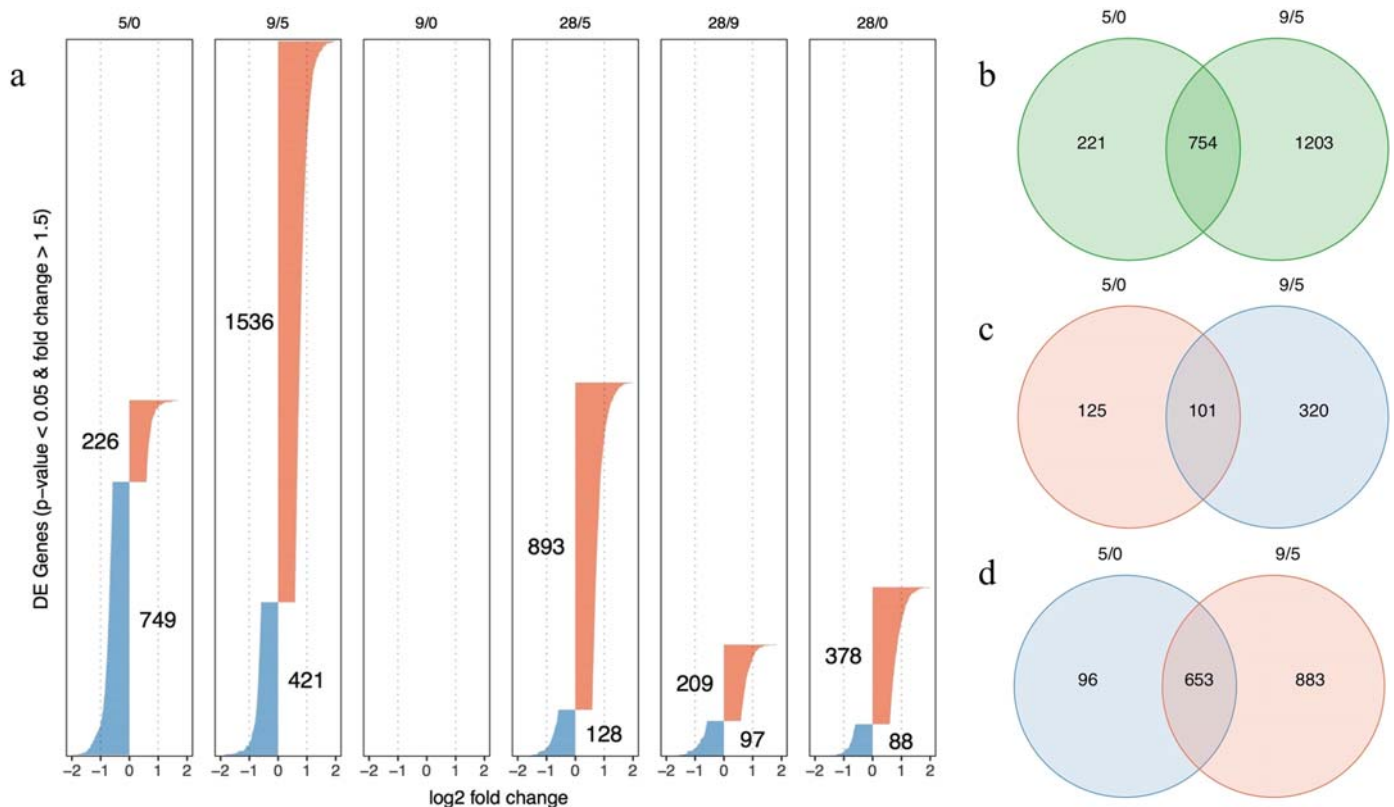 a
5/0
9/5
9/0
28/5
28/9
28/0
DE Genes (p−value < 0.05 & fold change > 1.5)
226
749
1536
421
893
128
209
97
378
88
−2 −1 0 1 2
−2 −1 0 1 2
−2 −1 0 1 2
−2 −1 0 1 2
−2 −1 0 1 2
−2 −1 0 1 2
log2 fold change
b
5/0 9/5
221 754 1203
c
5/0 9/5
125 101 320
d
5/0 9/5
96 653 883